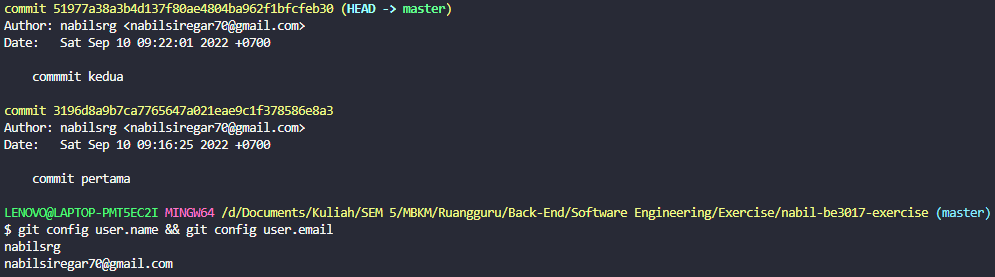 commit 51977a38a3b4d137f80ae4804ba962f1bfcfeb30 (HEAD -> master)
Author: nabilsrg <nabilsiregar70@gmail.com>
Date:   Sat Sep 10 09:22:01 2022 +0700
    commmit kedua
commit 3196d8a9b7ca7765647a021eae9c1f378586e8a3
Author: nabilsrg <nabilsiregar70@gmail.com>
Date:   Sat Sep 10 09:16:25 2022 +0700
    commit pertama
LENOVO@LAPTOP-PMT5EC2I MINGW64 /d/Documents/Kuliah/SEM 5/MBKM/Ruangguru/Back-End/Software Engineering/Exercise/nabil-be3017-exercise (master)
$ git config user.name && git config user.email
nabilsrg
nabilsiregar70@gmail.com